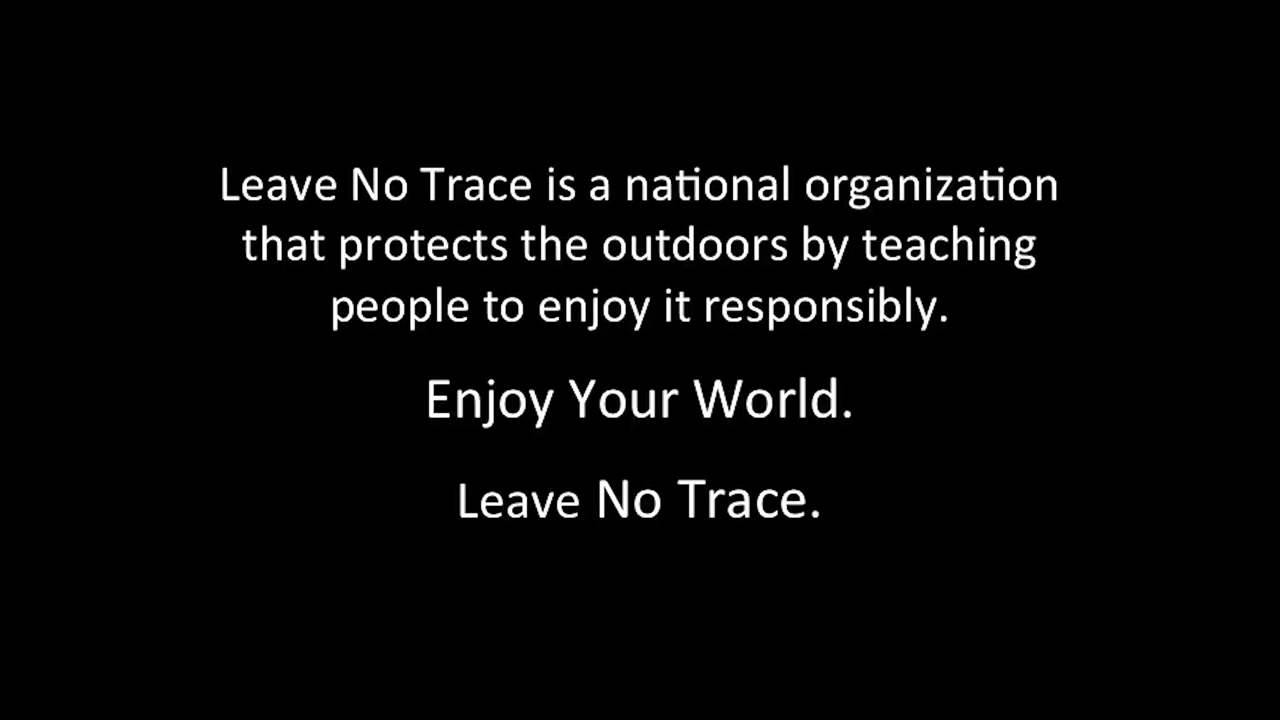 Leave No Trace is a national organization
that protects the outdoors by teaching
people to enjoy it responsibly.
Enjoy Your World.
Leave No Trace.